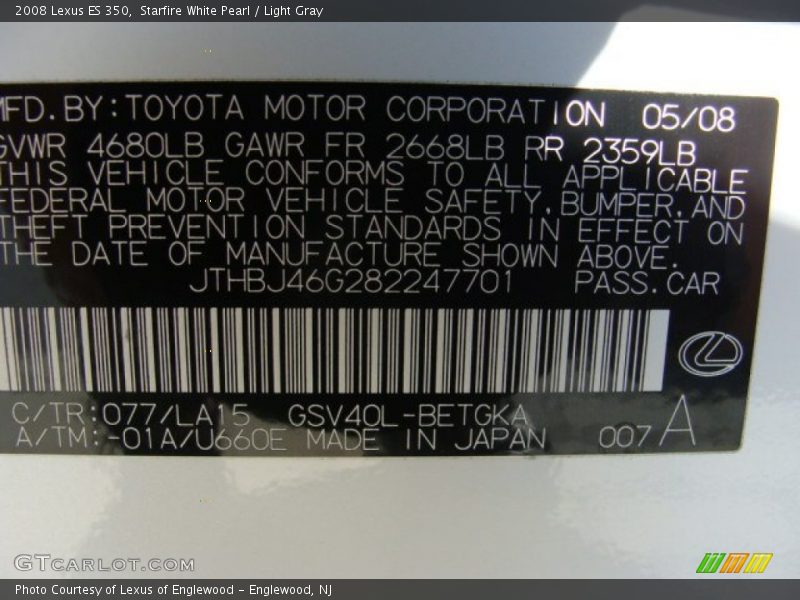 2008 Lexus ES 350,  Starfire White Pearl / Light Gray
MFD.BY:TOYOTA MOTOR CORPORATION 05/08
GVWR 4680LB GAWR FR 2668LB RR 2359LB
THIS VEHICLE CONFORMS TO ALL APPLICABLE
FEDERAL MOTOR VEHICLE SAFETY,BUMPER,AND
THEFT PREVENTION STANDARDS IN EFFECT ON
THE DATE OF MANUFACTURE SHOWN ABOVE.
JTHBJ46G282247701 PASS.CAR
C/TR:077/LA15 GSV40L-BETGKA
A/TM:-01A/U660E MADE IN JAPAN 007 A
GTCARLOT.COM
Photo Courtesy of Lexus of Englewood - Englewood, NJ